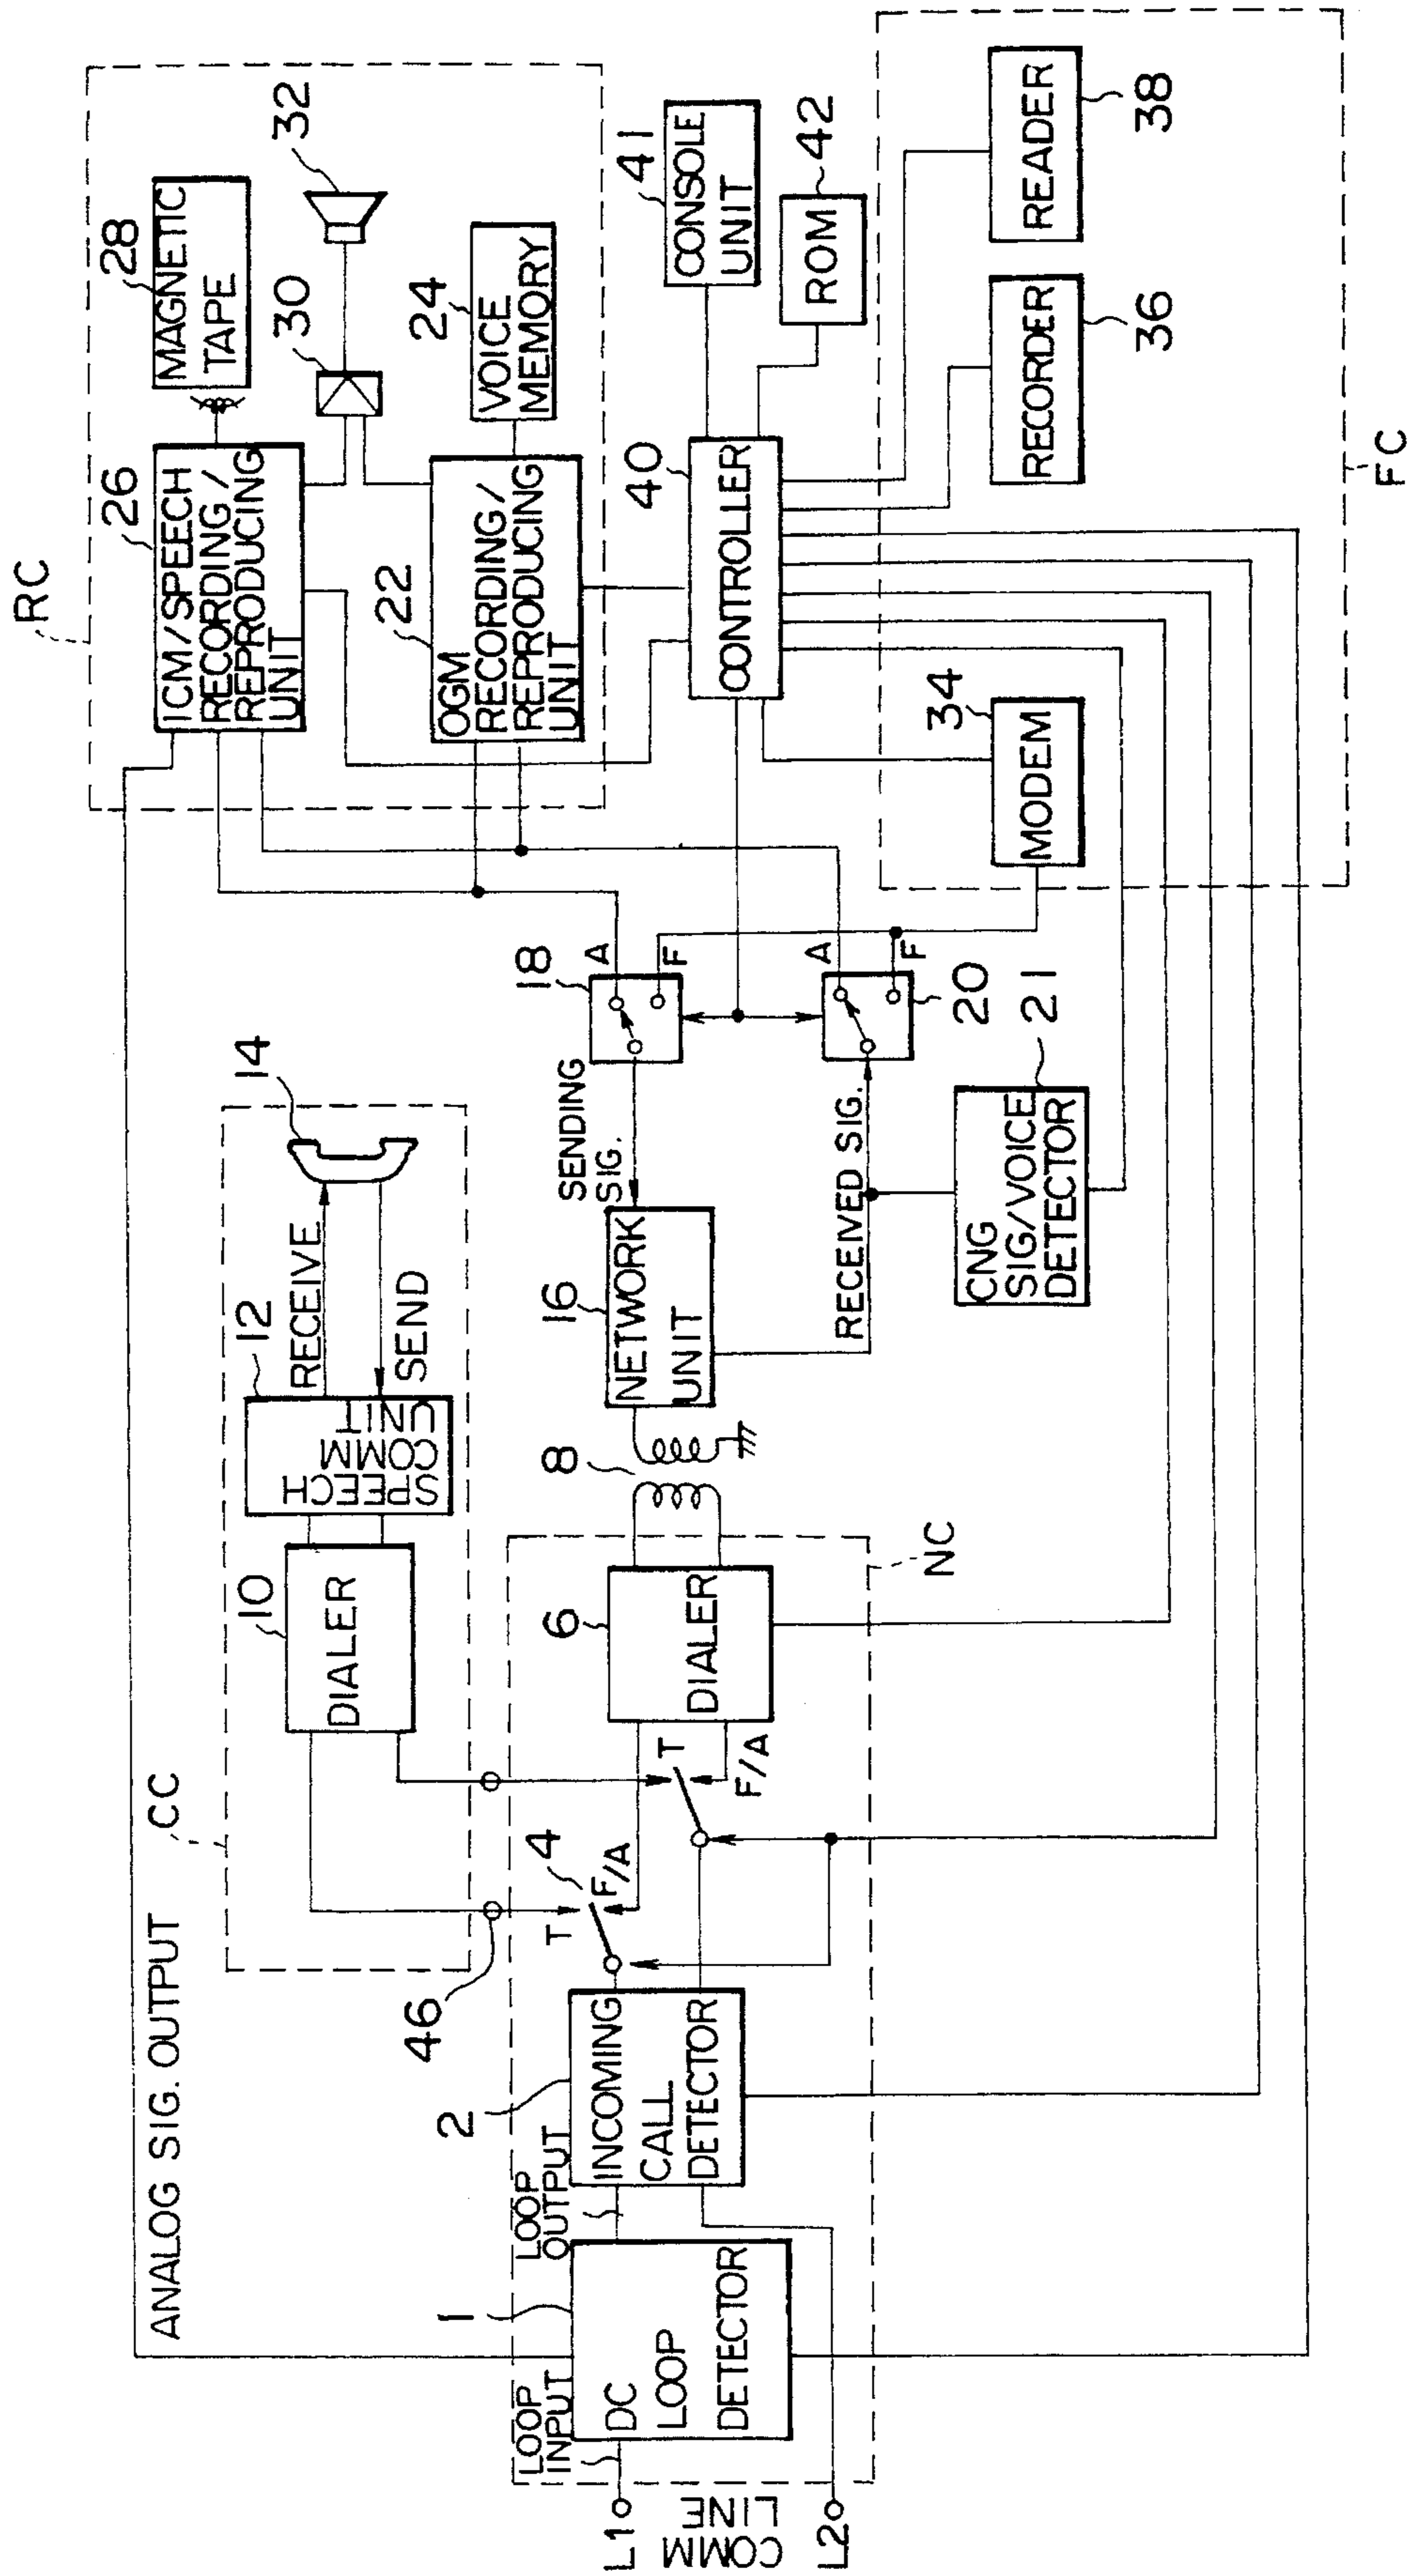 RC
26
ICM/SPEECH
RECORDING/
REPRODUCING
UNIT
28
MAGNETIC
TAPE
30
32
22
OGM
RECORDING/
REPRODUCING
UNIT
24
VOICE
MEMORY
40
CONTROLLER
41
CONSOLE
UNIT
42
ROM
34
MODEM
36
RECORDER
38
READER
FC
ANALOG SIG. OUTPUT
CC
10
DIALER
12
SPEECH
COMM
UNIT
RECEIVE
SEND
14
46
18
A
F
SENDING
SIG.
16
NETWORK
UNIT
8
RECEIVED SIG.
A
F
20
21
CNG
SIG/VOICE
DETECTOR
NC
6
DIALER
T
F/A
4
T
F/A
2
INCOMING
CALL
DETECTOR
LOOP
OUTPUT
1
DC
LOOP
DETECTOR
LOOP
INPUT
L1
COMM
LINE
L2